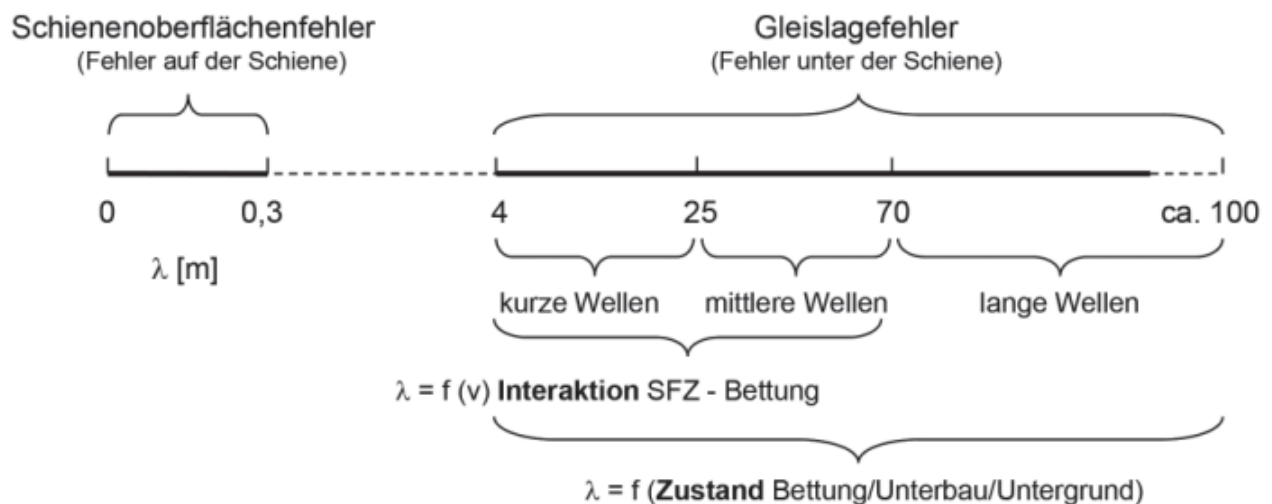 Schienenoberflächenfehler
(Fehler auf der Schiene)
Gleislagefehler
(Fehler unter der Schiene)
0 0,3 4 25 70 ca. 100
λ [m]
kurze Wellen mittlere Wellen lange Wellen
λ = f (v) Interaktion SFZ - Bettung
λ = f (Zustand Bettung/Unterbau/Untergrund)